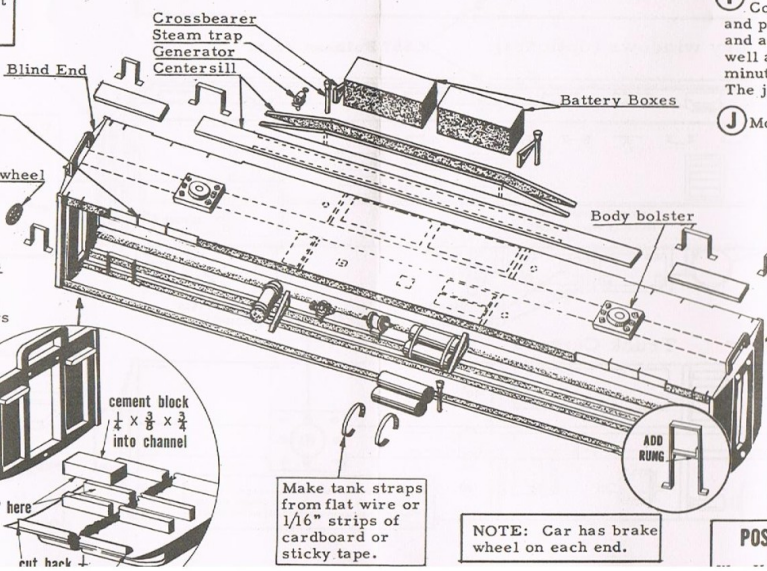 Crossbearer
Steam trap
Generator
Centersill
Blind End
Battery Boxes
and p
and a
well a
minut
The j
J Mo
wheel
Body bolster
cement block
1/4 x 3/8 x 3/4
into channel
here
cut back
ADD
RUNG
Make tank straps
from flat wire or
1/16" strips of
cardboard or
sticky tape.
NOTE: Car has brake
wheel on each end.
POS